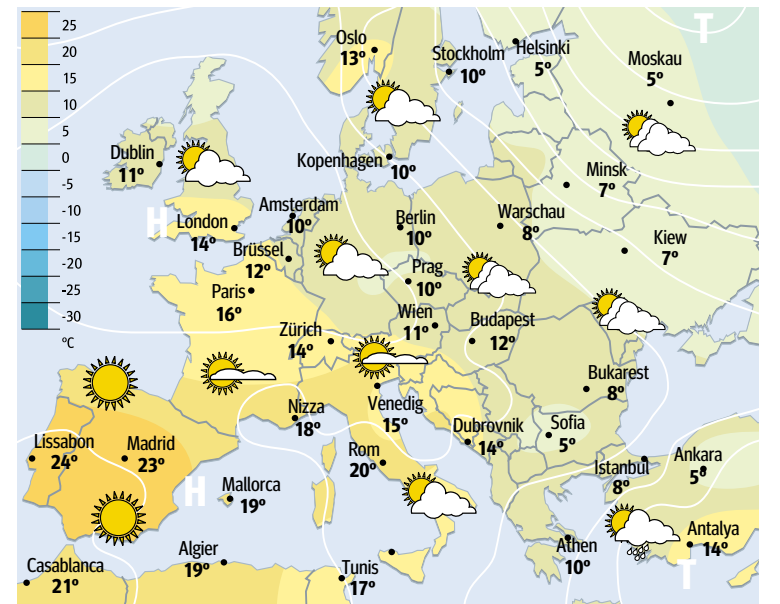 25
20
15
10
5
0
-5
-10
-15
-20
-25
-30
°C
T
Oslo
13°
Stockholm
10°
Helsinki
5°
Moskau
5°
Dublin
11°
Kopenhagen
10°
Minsk
7°
H
London
14°
Amsterdam
10°
Berlin
10°
Warschau
8°
Brüssel
12°
Kiew
7°
Paris
16°
Prag
10°
Wien
11°
Budapest
12°
Zürich
14°
Bukarest
8°
Nizza
18°
Venedig
15°
Dubrovnik
14°
Sofia
5°
Lissabon
24°
Madrid
23°
Rom
20°
Istanbul
8°
Ankara
5°
H
Mallorca
19°
Antalya
14°
Athen
10°
T
Casablanca
21°
Algier
19°
Tunis
17°